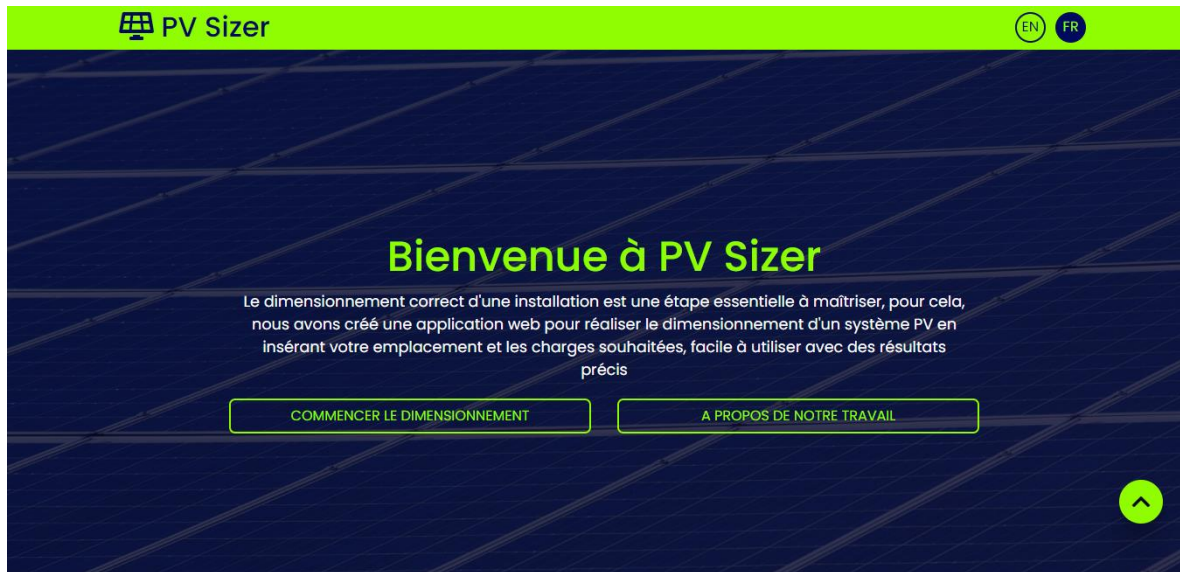 PV Sizer
EN FR
Bienvenue à PV Sizer
Le dimensionnement correct d'une installation est une étape essentielle à maîtriser, pour cela,
nous avons créé une application web pour réaliser le dimensionnement d'un système PV en
insérant votre emplacement et les charges souhaitées, facile à utiliser avec des résultats
précis
COMMENCER LE DIMENSIONNEMENT
A PROPOS DE NOTRE TRAVAIL